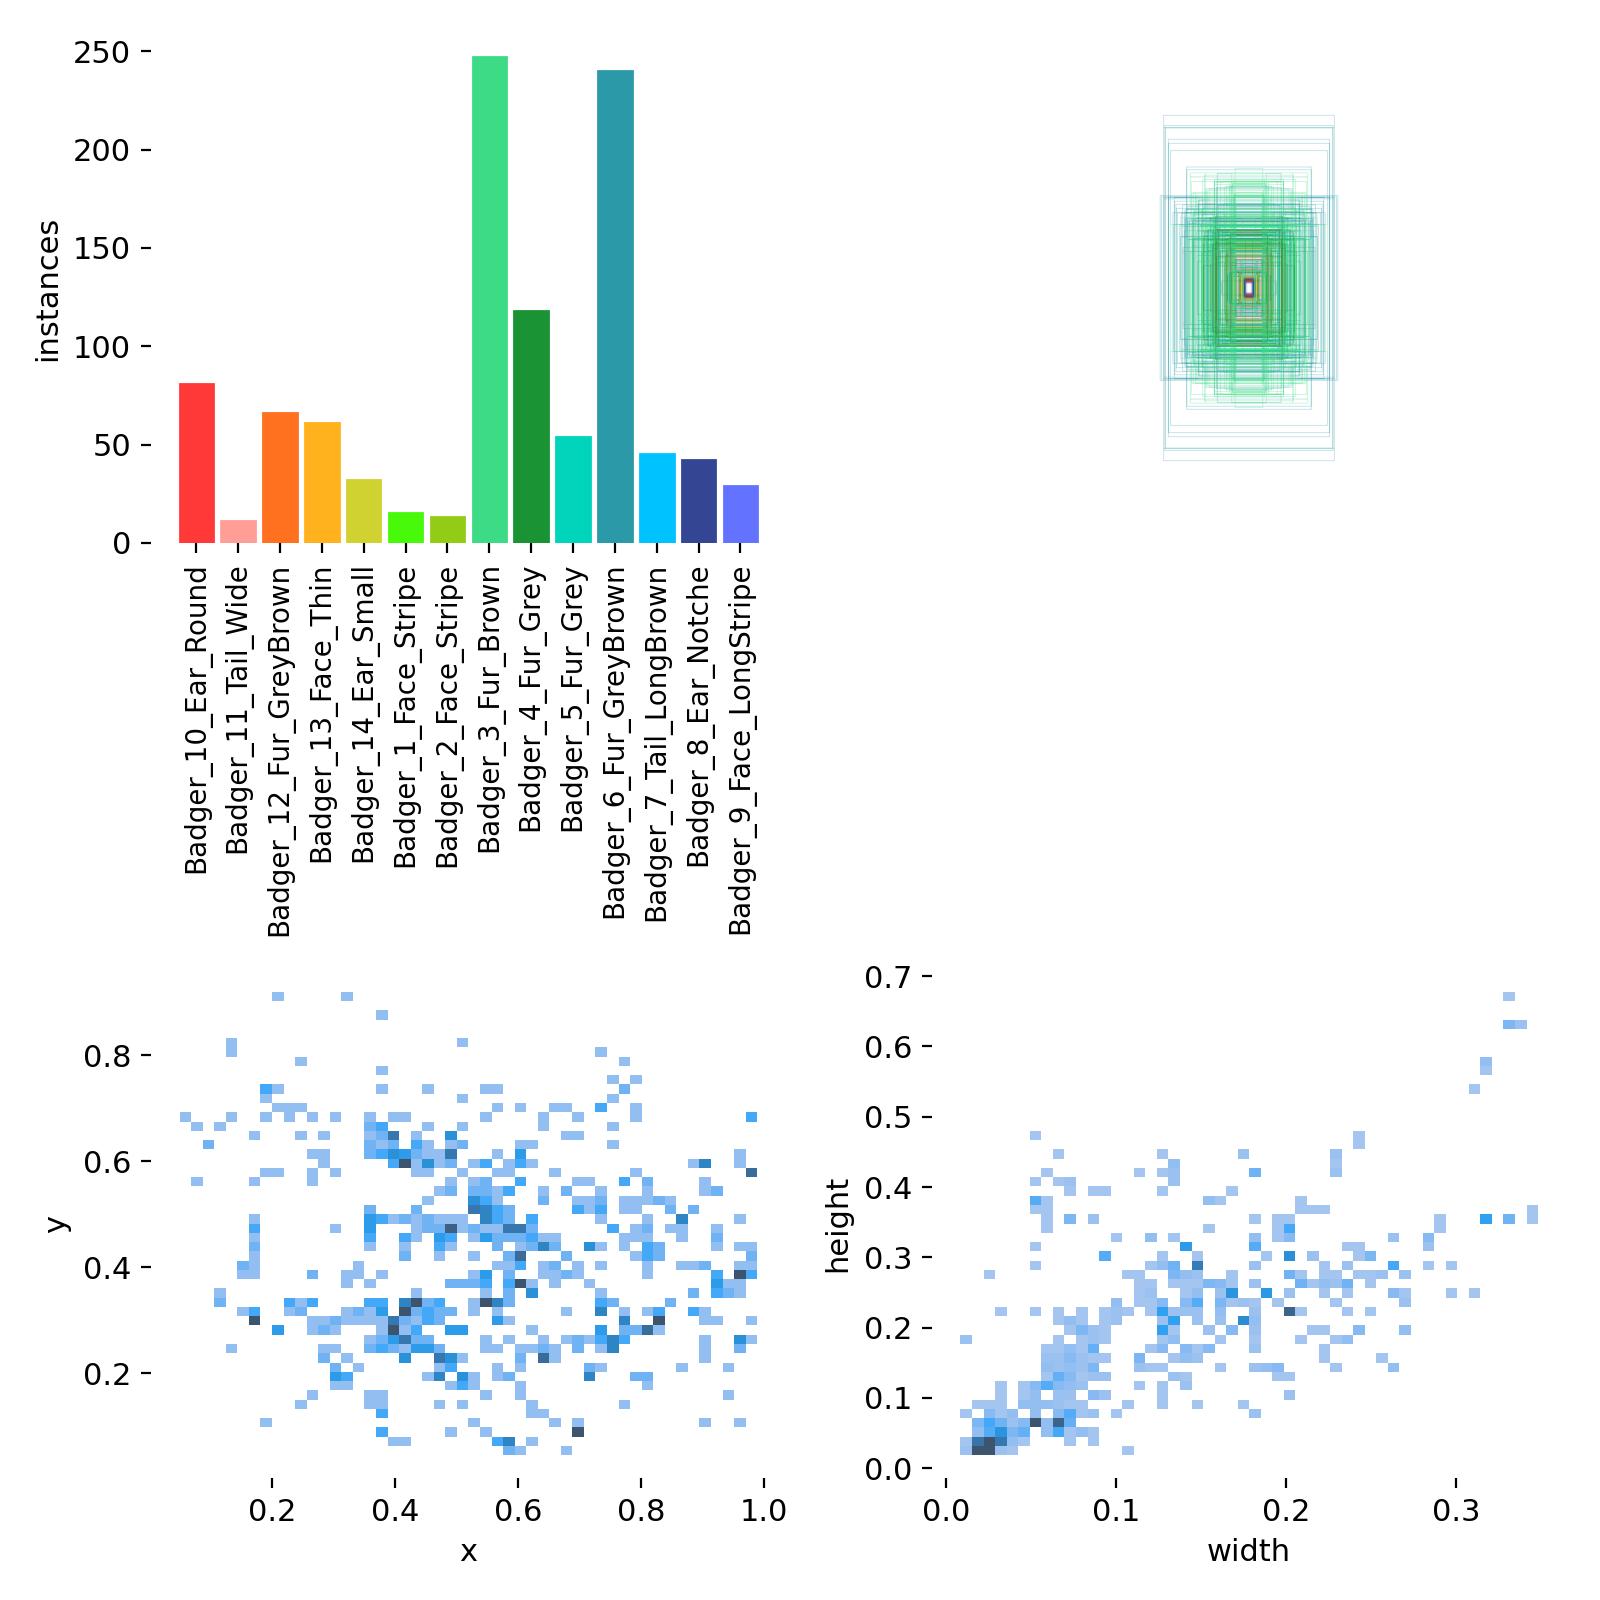 250
200
150
100
50
0
instances
Badger_10_Ear_Round
Badger_11_Tail_Wide
Badger_12_Fur_GreyBrown
Badger_13_Face_Thin
Badger_14_Ear_Small
Badger_1_Face_Stripe
Badger_2_Face_Stripe
Badger_3_Fur_Brown
Badger_4_Fur_Grey
Badger_5_Fur_Grey
Badger_6_Fur_GreyBrown
Badger_7_Tail_LongBrown
Badger_8_Ear_Notche
Badger_9_Face_LongStripe
0.8
0.6
0.4
0.2
y
0.2 0.4 0.6 0.8 1.0
x
0.7
0.6
0.5
0.4
0.3
0.2
0.1
0.0
height
0.0 0.1 0.2 0.3
width